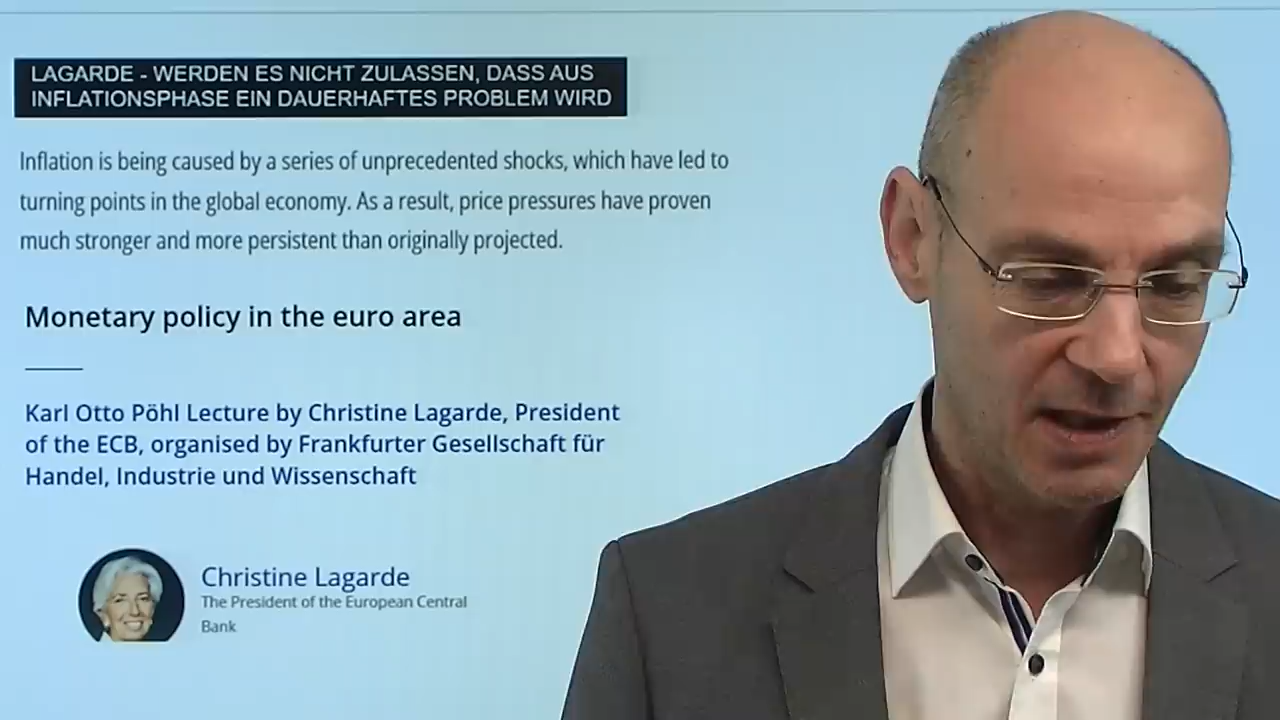 LAGARDE - WERDEN ES NICHT ZULASSEN, DASS AUS
INFLATIONSPHASE EIN DAUERHAFTES PROBLEM WIRD
Inflation is being caused by a series of unprecedented shocks, which have led to
turning points in the global economy. As a result, price pressures have proven
much stronger and more persistent than originally projected.
Monetary policy in the euro area
Karl Otto Pöhl Lecture by Christine Lagarde, President
of the ECB, organised by Frankfurter Gesellschaft für
Handel, Industrie und Wissenschaft
Christine Lagarde
The President of the European Central
Bank